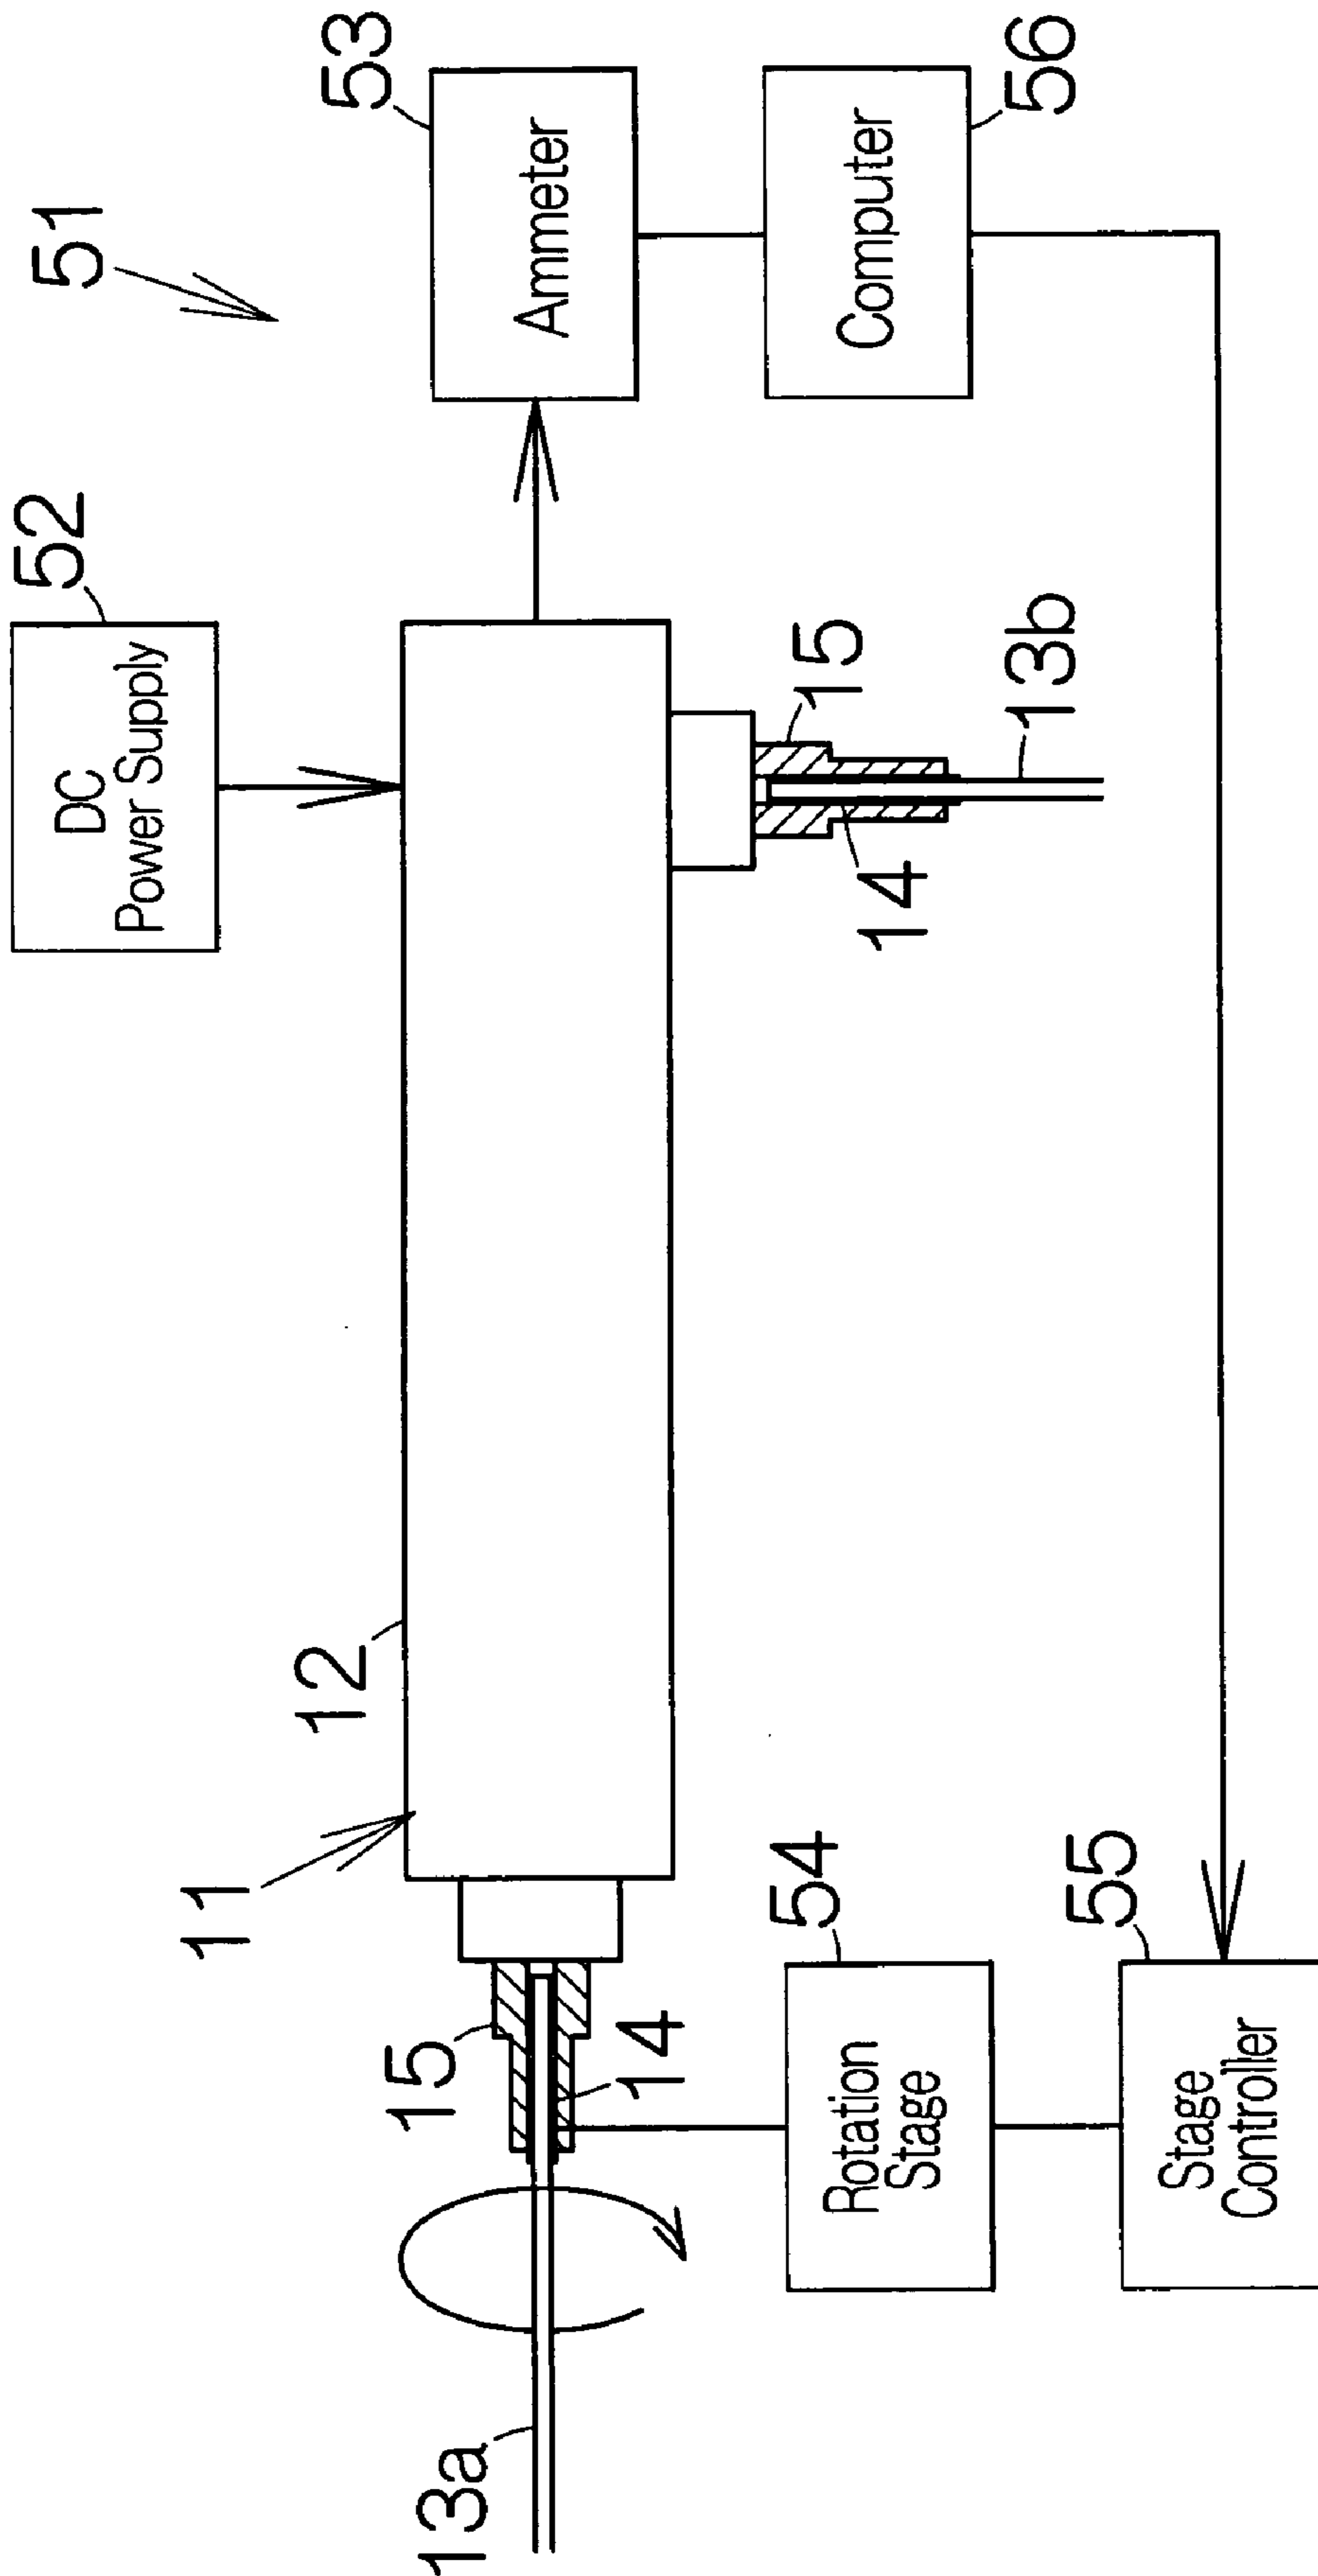 51
52
DC
Power Supply
53
Ammeter
12
11
15
15
14
13b
Computer
56
13a
14
54
Rotation
Stage
55
Stage
Controller